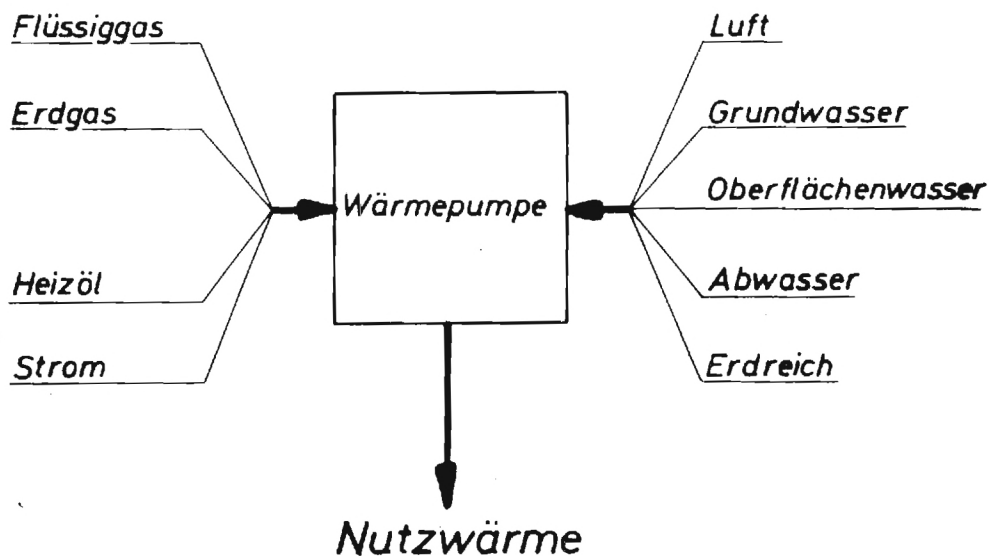 Flüssiggas
Erdgas
Heizöl
Strom
Wärmepumpe
Luft
Grundwasser
Oberflächenwasser
Abwasser
Erdreich
Nutzwärme